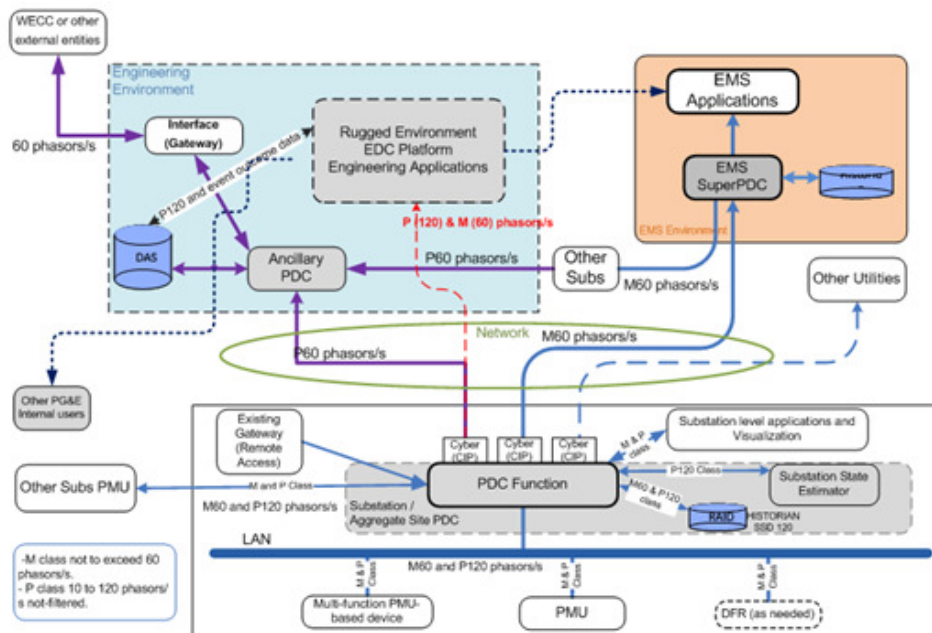 WECC or other
external entities
60 phasors/s
Engineering
Environment
Interface
(Gateway)
P120 and event outcome data
Rugged Environment
EDC Platform
Engineering Applications
P (120) & M (60) phasors/s
DAS
Ancillary
PDC
P60 phasors/s
Other
Subs
M60 phasors/s
EMS
Applications
EMS
SuperPDC
EMS Environment
Other Utilities
Network
P60 phasors/s
M60 phasors/s
Other PG&E
Internal users
Existing
Gateway
(Remote
Access)
Cyber
(CIP)
Cyber
(CIP)
Cyber
(CIP)
M & P
class
Substation level applications and
Visualization
Other Subs PMU
M and P Class
PDC Function
P120 Class
Substation State
Estimator
M60 and P120 phasors/s
Substation /
Aggregate Site PDC
M60 & P120
class
RAID
HISTORIAN
SSD 120
LAN
M60 and P120 phasors/s
-M class not to exceed 60
phasors/s.
- P class 10 to 120 phasors/
s not-filtered.
M & P
Class
M & P
Class
M & P
Class
Multi-function PMU-
based device
PMU
DFR (as needed)